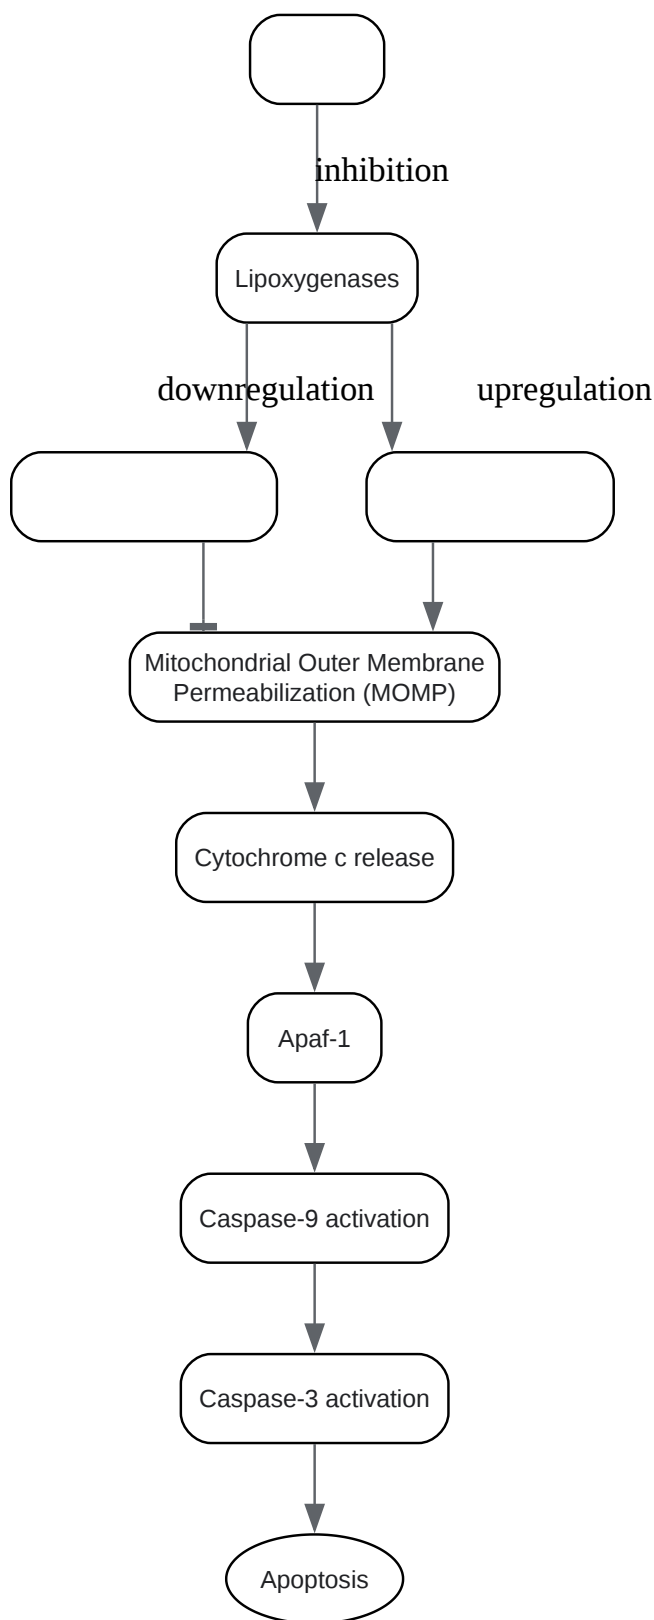 inhibition
Lipoxygenases
downregulation
upregulation
Mitochondrial Outer Membrane
Permeabilization (MOMP)
Cytochrome c release
Apaf-1
Caspase-9 activation
Caspase-3 activation
Apoptosis